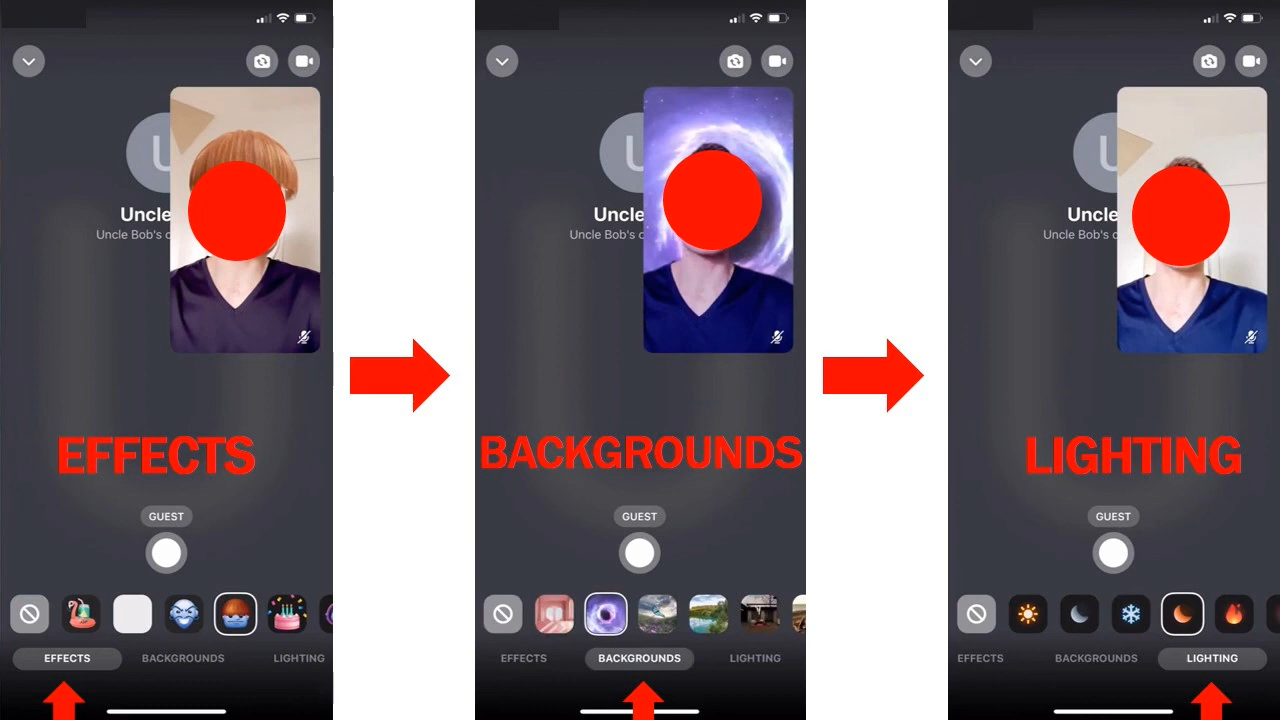 U
Uncle
Uncle Bob's
EFFECTS
GUEST
EFFECTS BACKGROUNDS LIGHTING
U
Uncle
Uncle Bob's
BACKGROUNDS
GUEST
EFFECTS BACKGROUNDS LIGHTING
U
Uncle
Uncle Bob's
LIGHTING
GUEST
EFFECTS BACKGROUNDS LIGHTING